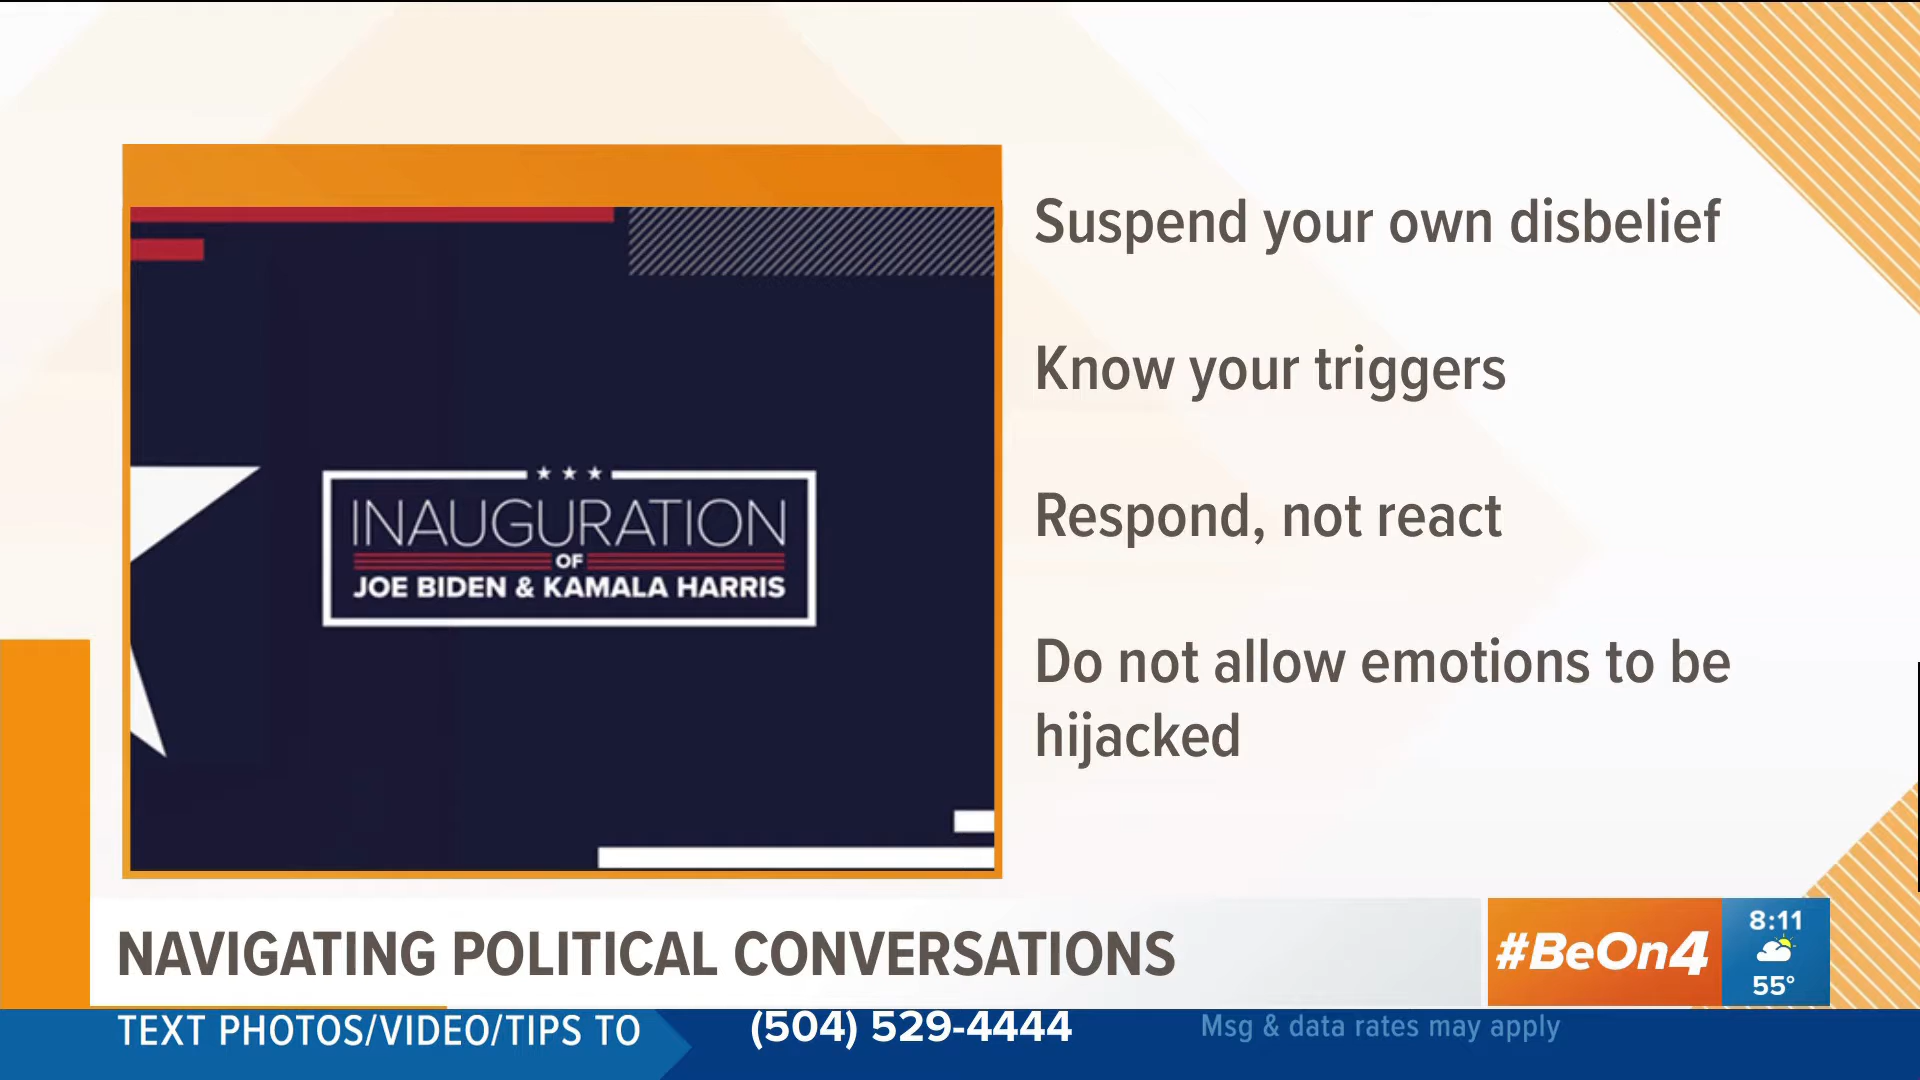 INAUGURATION
OF
JOE BIDEN & KAMALA HARRIS
Suspend your own disbelief
Know your triggers
Respond, not react
Do not allow emotions to be
hijacked
NAVIGATING POLITICAL CONVERSATIONS
#BeOn4
8:11
55°
TEXT PHOTOS/VIDEO/TIPS TO
(504) 529-4444
Msg & data rates may apply